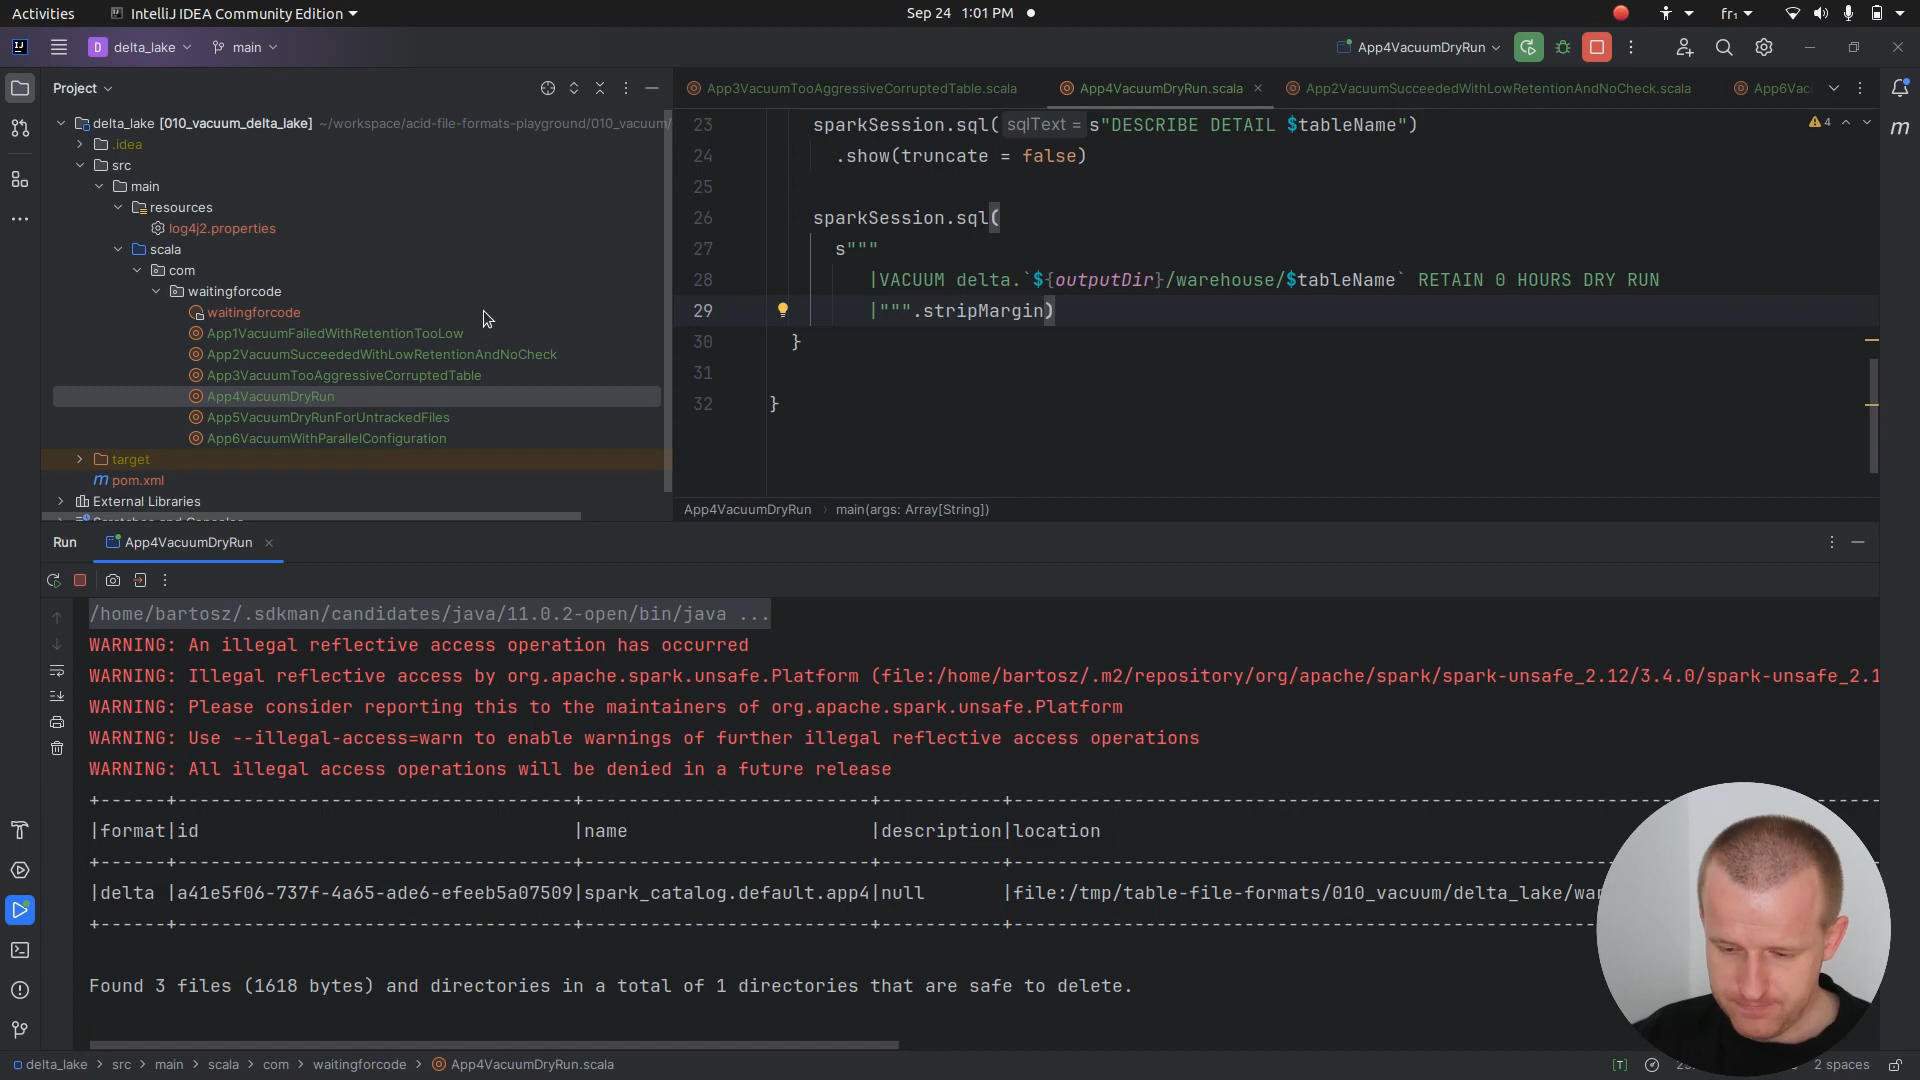 Activities
IntelliJ IDEA Community Edition
Sep 24 1:01 PM
fr₁
delta_lake
main
App4VacuumDryRun
Project
App3VacuumTooAggressiveCorruptedTable.scala
App4VacuumDryRun.scala
App2VacuumSucceededWithLowRetentionAndNoCheck.scala
App6Vac
delta_lake [010_vacuum_delta_lake] ~/workspace/acid-file-formats-playground/010_vacuum/
.idea
src
main
resources
log4j2.properties
scala
com
waitingforcode
waitingforcode
App1VacuumFailedWithRetentionTooLow
App2VacuumSucceededWithLowRetentionAndNoCheck
App3VacuumTooAggressiveCorruptedTable
App4VacuumDryRun
App5VacuumDryRunForUntrackedFiles
App6VacuumWithParallelConfiguration
target
pom.xml
External Libraries
23 sparkSession.sql( sqlText = s"DESCRIBE DETAIL $tableName")
24 .show(truncate = false)
25
26 sparkSession.sql(
27 s"""
28 |VACUUM delta.`${outputDir}/warehouse/$tableName` RETAIN 0 HOURS DRY RUN
29 |""".stripMargin)
30 }
31
32 }
4
App4VacuumDryRun › main(args: Array[String])
Run
App4VacuumDryRun
/home/bartosz/.sdkman/candidates/java/11.0.2-open/bin/java ...
WARNING: An illegal reflective access operation has occurred
WARNING: Illegal reflective access by org.apache.spark.unsafe.Platform (file:/home/bartosz/.m2/repository/org/apache/spark/spark-unsafe_2.12/3.4.0/spark-unsafe_2.1
WARNING: Please consider reporting this to the maintainers of org.apache.spark.unsafe.Platform
WARNING: Use --illegal-access=warn to enable warnings of further illegal reflective access operations
WARNING: All illegal access operations will be denied in a future release
|format|id |name |description|location
|delta |a41e5f06-737f-4a65-ade6-efeeb5a07509|spark_catalog.default.app4|null |file:/tmp/table-file-formats/010_vacuum/delta_lake/war
Found 3 files (1618 bytes) and directories in a total of 1 directories that are safe to delete.
delta_lake › src › main › scala › com › waitingforcode › App4VacuumDryRun.scala
2 spaces